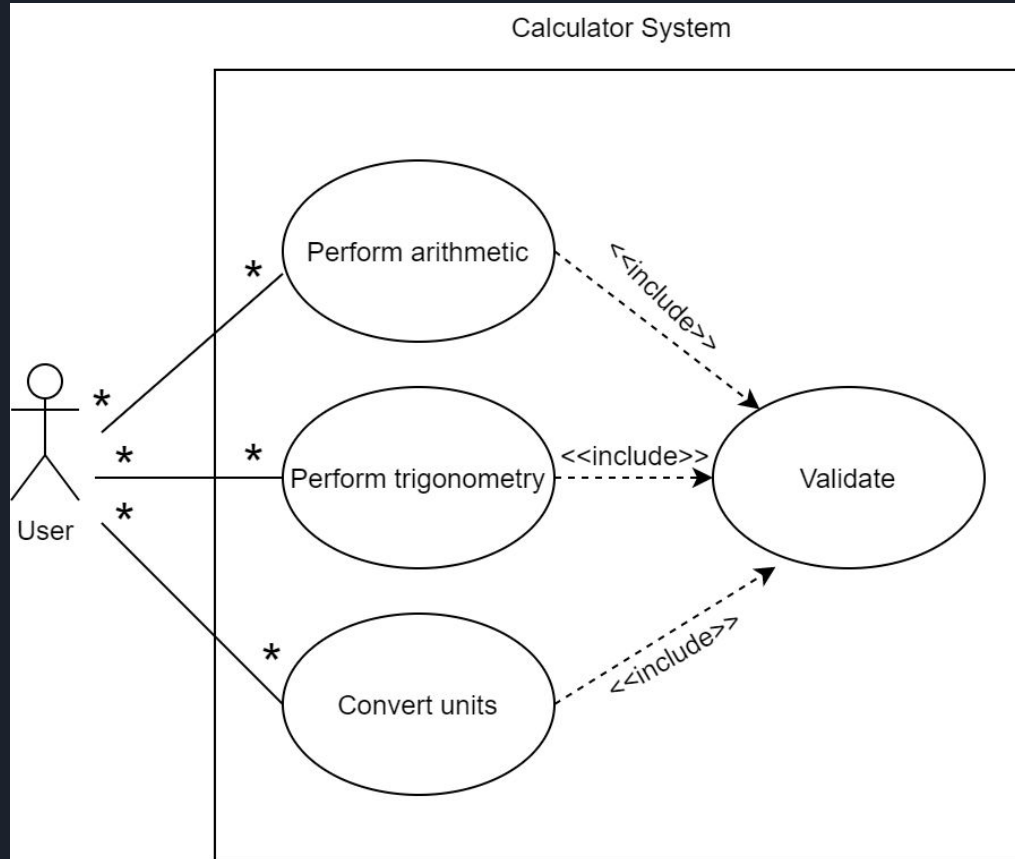 Calculator System
Perform arithmetic
<<include>>
*
*
*
*
Perform trigonometry
<<include>>
Validate
*
User
*
Convert units
<<include>>